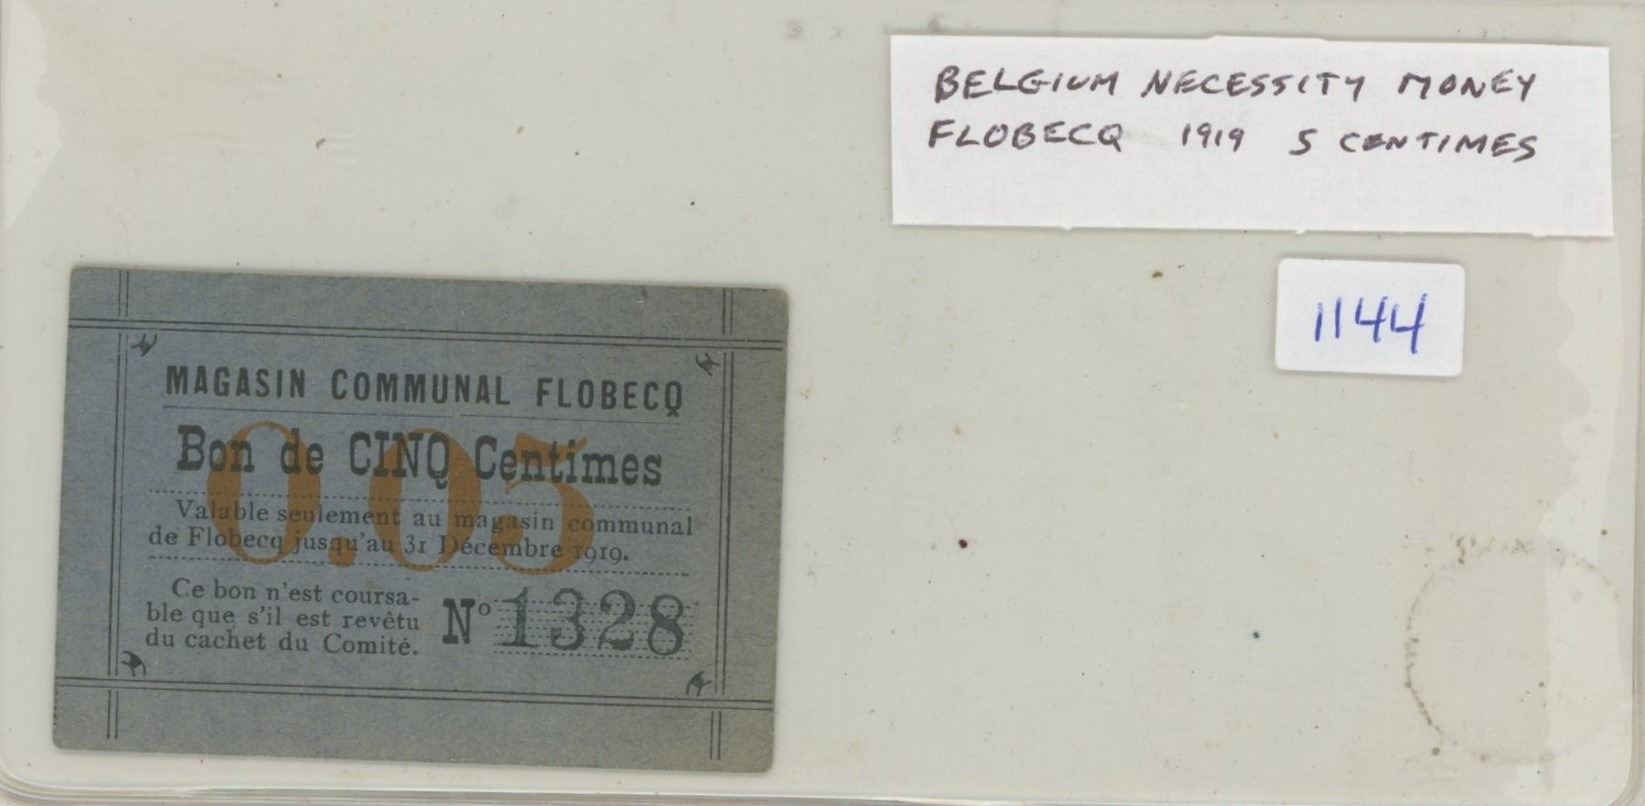 BELGIUM NECESSITY MONEY
FLOBECQ 1919 5 CENTIMES
1144
MAGASIN COMMUNAL FLOBECQ
Bon de CINQ Centimes
0.05
Valable seulement au magasin communal
de Flobecq jusqu'au 31 Décembre 1919.
Ce bon n'est coursa-
ble que s'il est revêtu
du cachet du Comité.
Nº 1328